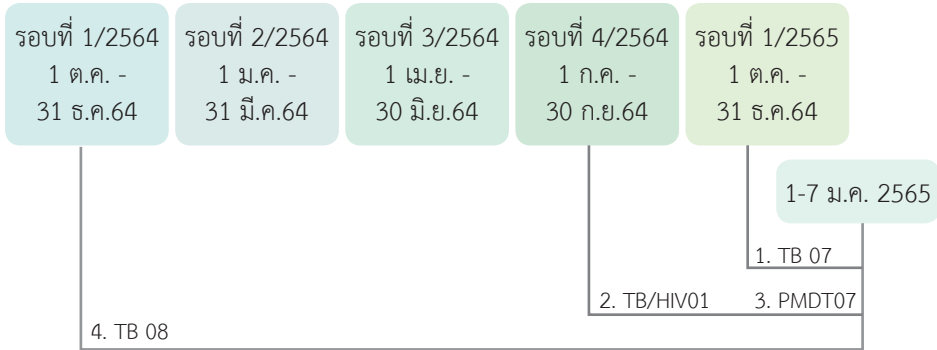 รอบที่ 1/2564
1 ต.ค. -
31 ธ.ค.64
รอบที่ 2/2564
1 ม.ค. -
31 มี.ค.64
รอบที่ 3/2564
1 เม.ย. -
30 มิ.ย.64
รอบที่ 4/2564
1 ก.ค. -
30 ก.ย.64
รอบที่ 1/2565
1 ต.ค. -
31 ธ.ค.64
1-7 ม.ค. 2565
1. TB 07
2. TB/HIV01
3. PMDT07
4. TB 08